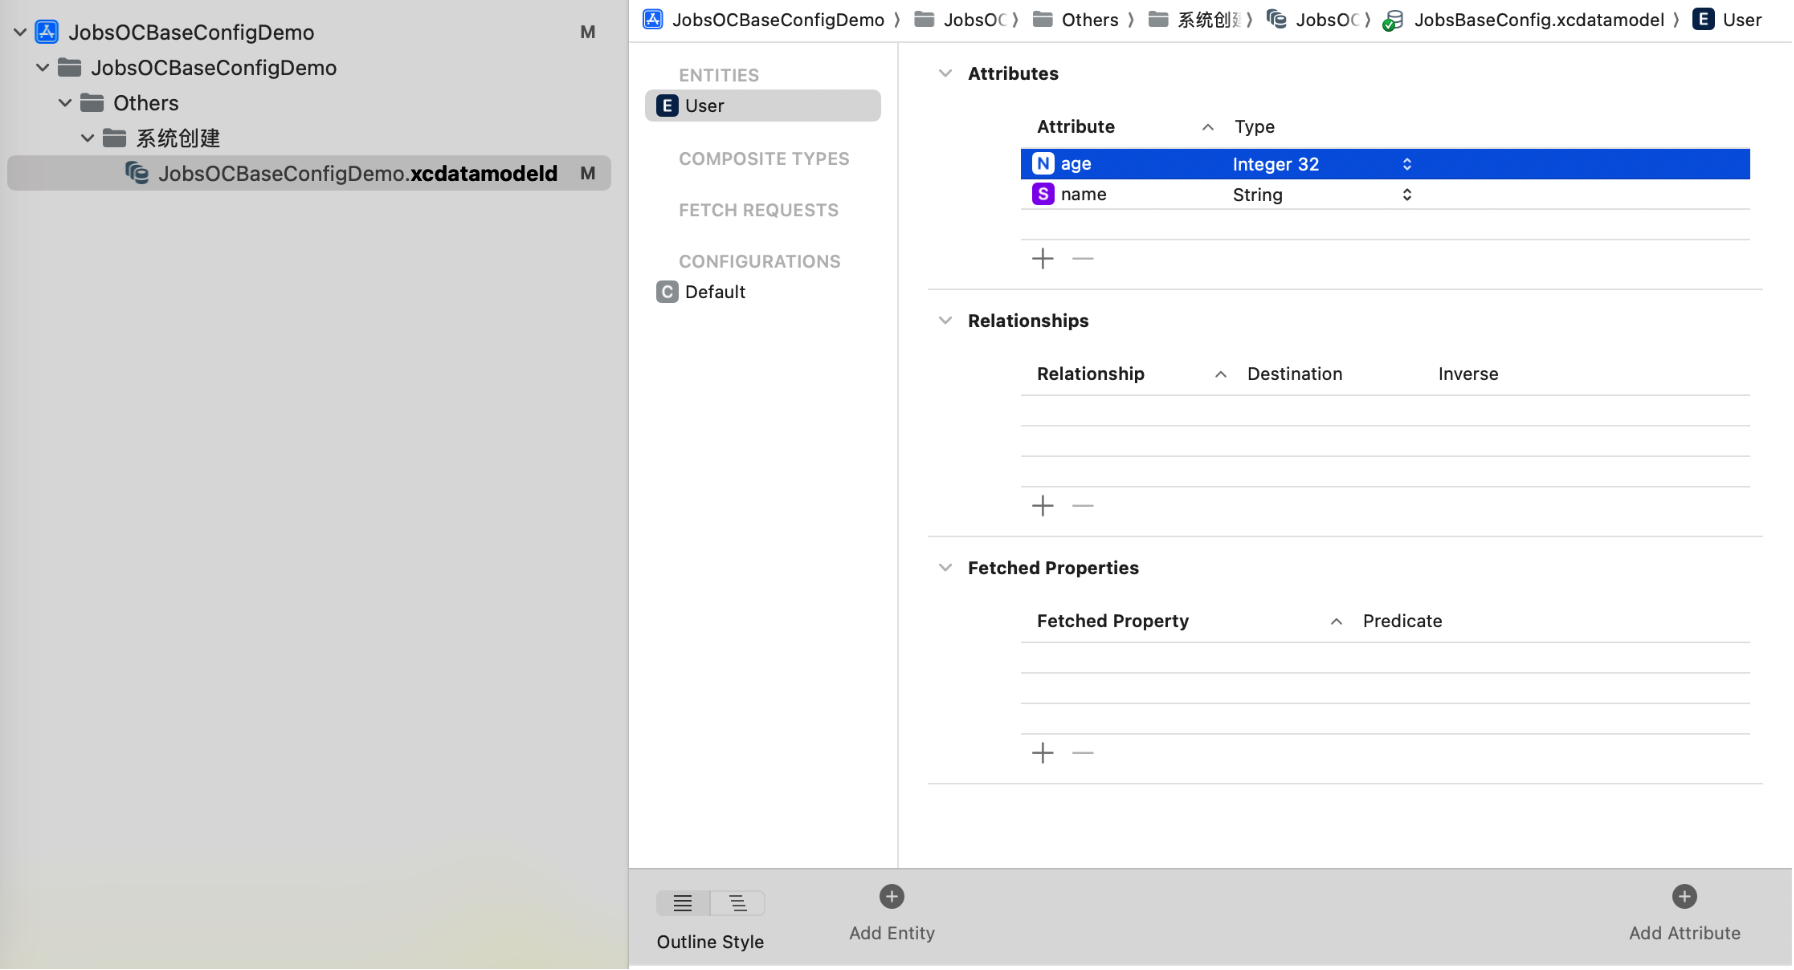 JobsOCBaseConfigDemo M
JobsOCBaseConfigDemo
Others
系统创建
JobsOCBaseConfigDemo.xcdatamodeld M
JobsOCBaseConfigDemo JobsOC Others 系统创 JobsOC JobsBaseConfig.xcdatamodel E User
ENTITIES
E User
COMPOSITE TYPES
FETCH REQUESTS
CONFIGURATIONS
C Default
Attributes
Attribute Type
N age Integer 32
S name String
Relationships
Relationship Destination Inverse
Fetched Properties
Fetched Property Predicate
Outline Style
Add Entity
Add Attribute